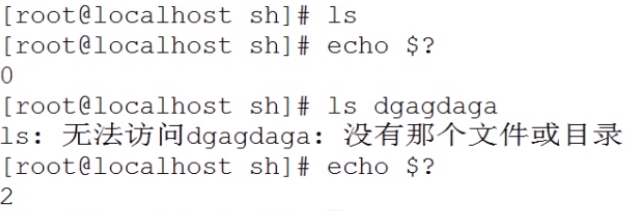 [root@localhost sh]# ls
[root@localhost sh]# echo $?
0
[root@localhost sh]# ls dgagdaga
ls: 无法访问dgagdaga: 没有那个文件或目录
[root@localhost sh]# echo $?
2